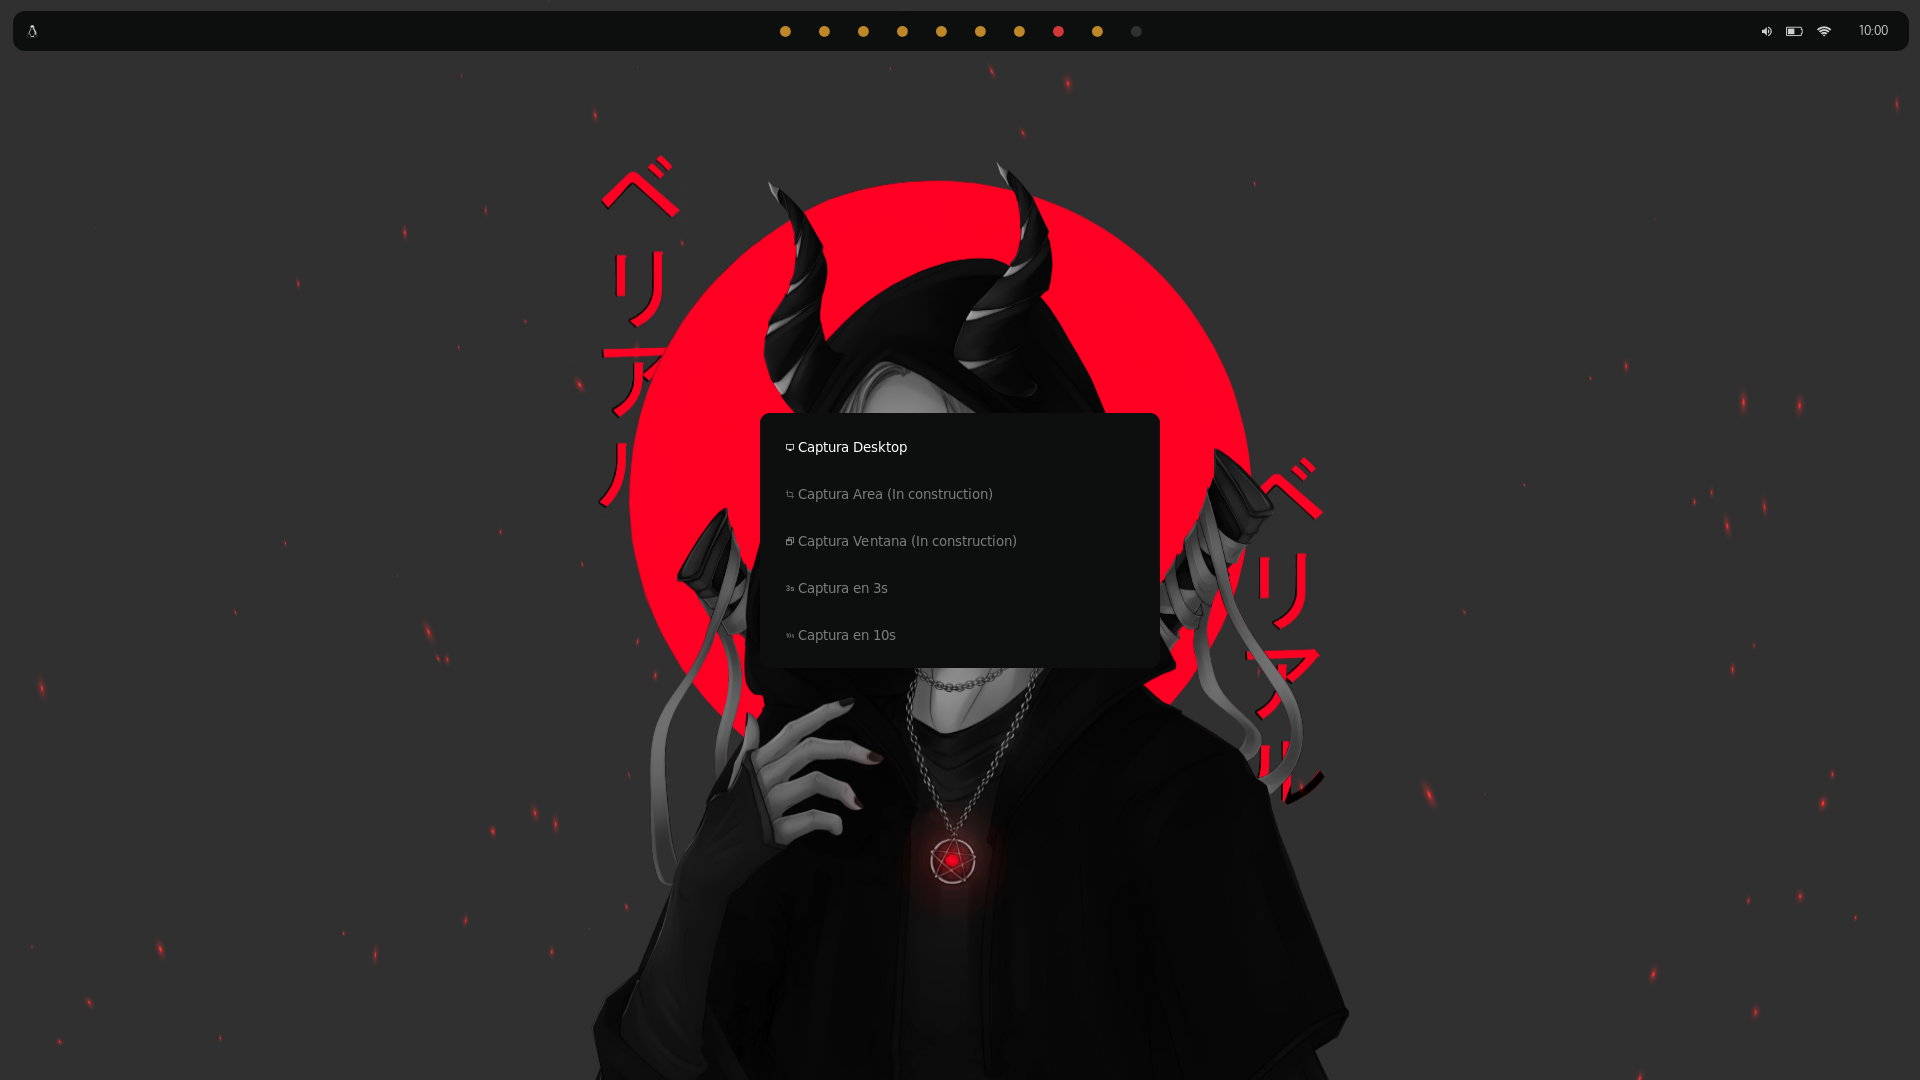 10:00
ベリアル
Captura Desktop
Captura Area (In construction)
Captura Ventana (In construction)
3s Captura en 3s
10s Captura en 10s
ベリアル